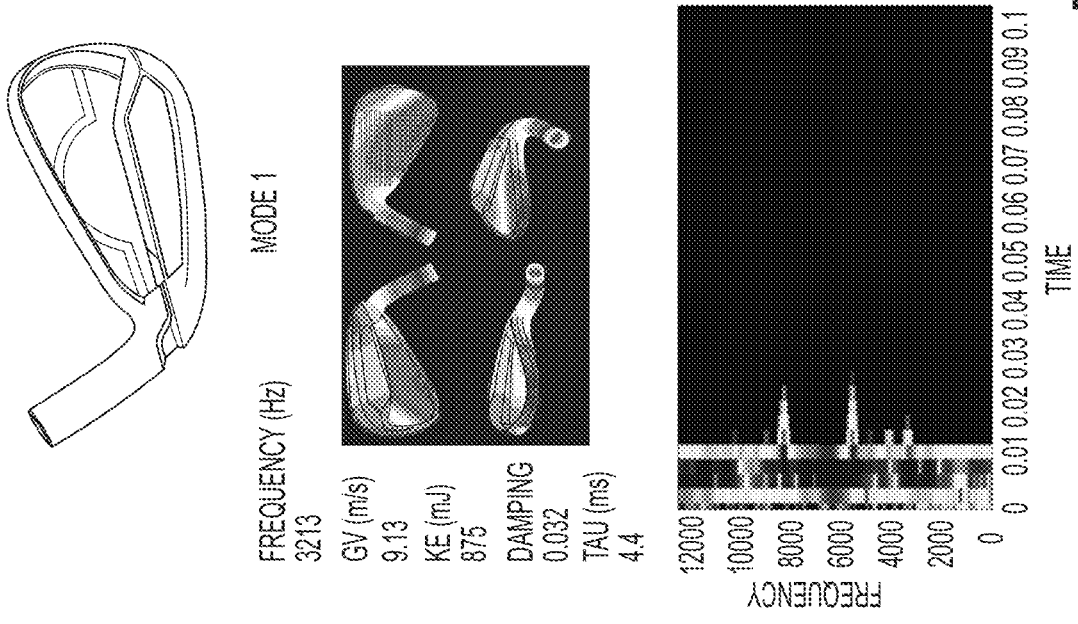 FREQUENCY (Hz)
3213
MODE 1
GV (m/s)
9.13
KE (mJ)
875
DAMPING
0.032
TAU (ms)
4.4
FREQUENCY
12000
10000
8000
6000
4000
2000
0
0 0.01 0.02 0.03 0.04 0.05 0.06 0.07 0.08 0.09 0.1
TIME